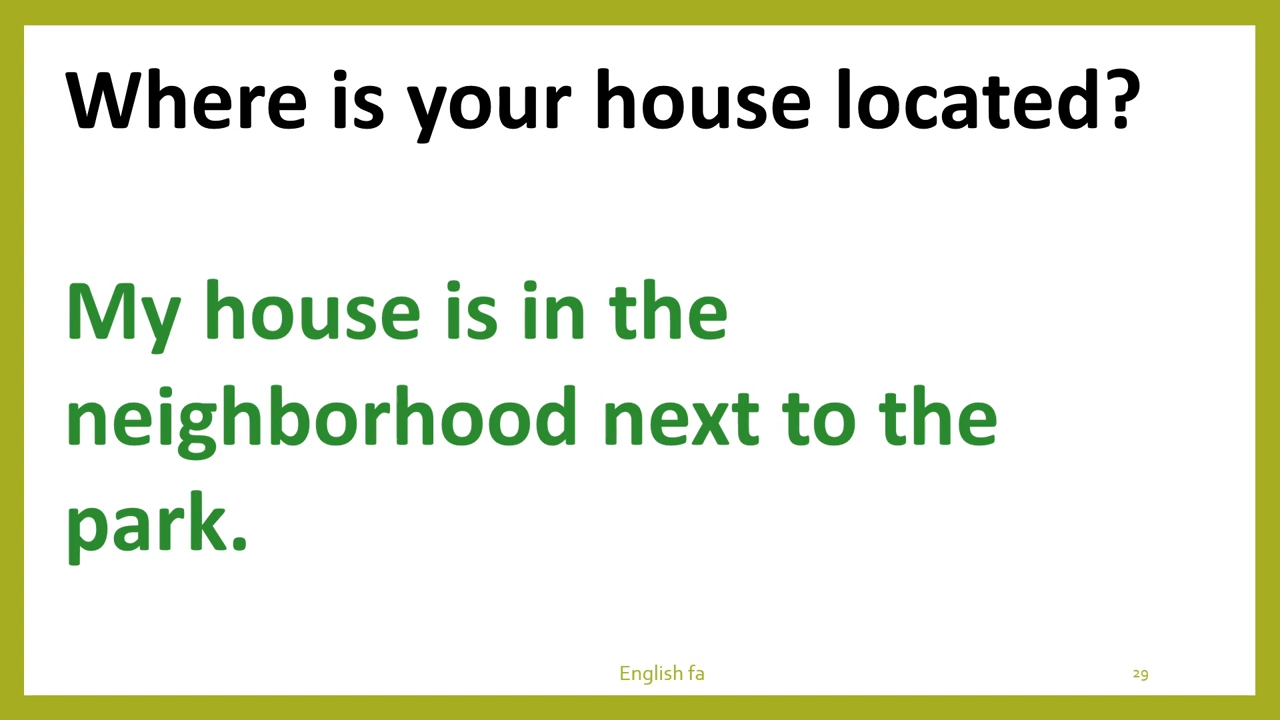 Where is your house located?
My house is in the
neighborhood next to the
park.
English fa
29